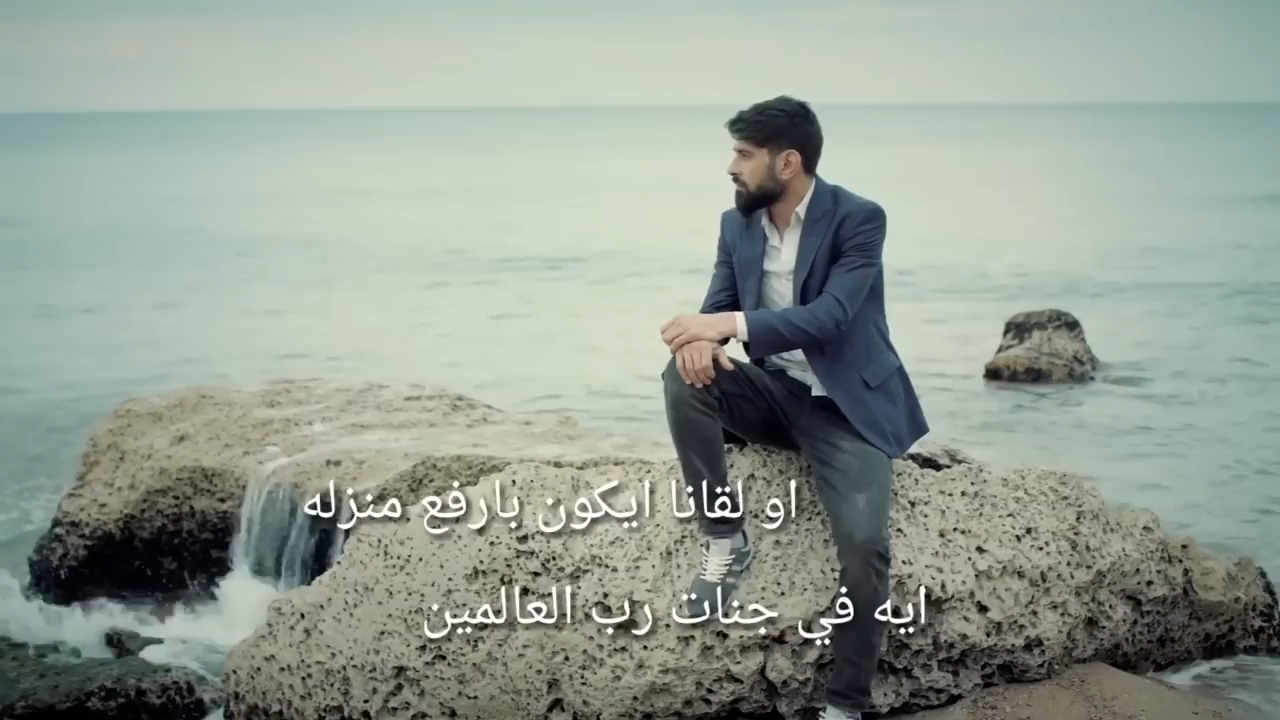 او لقانا ايكون بارفع منزله
ايه في جنات رب العالمين